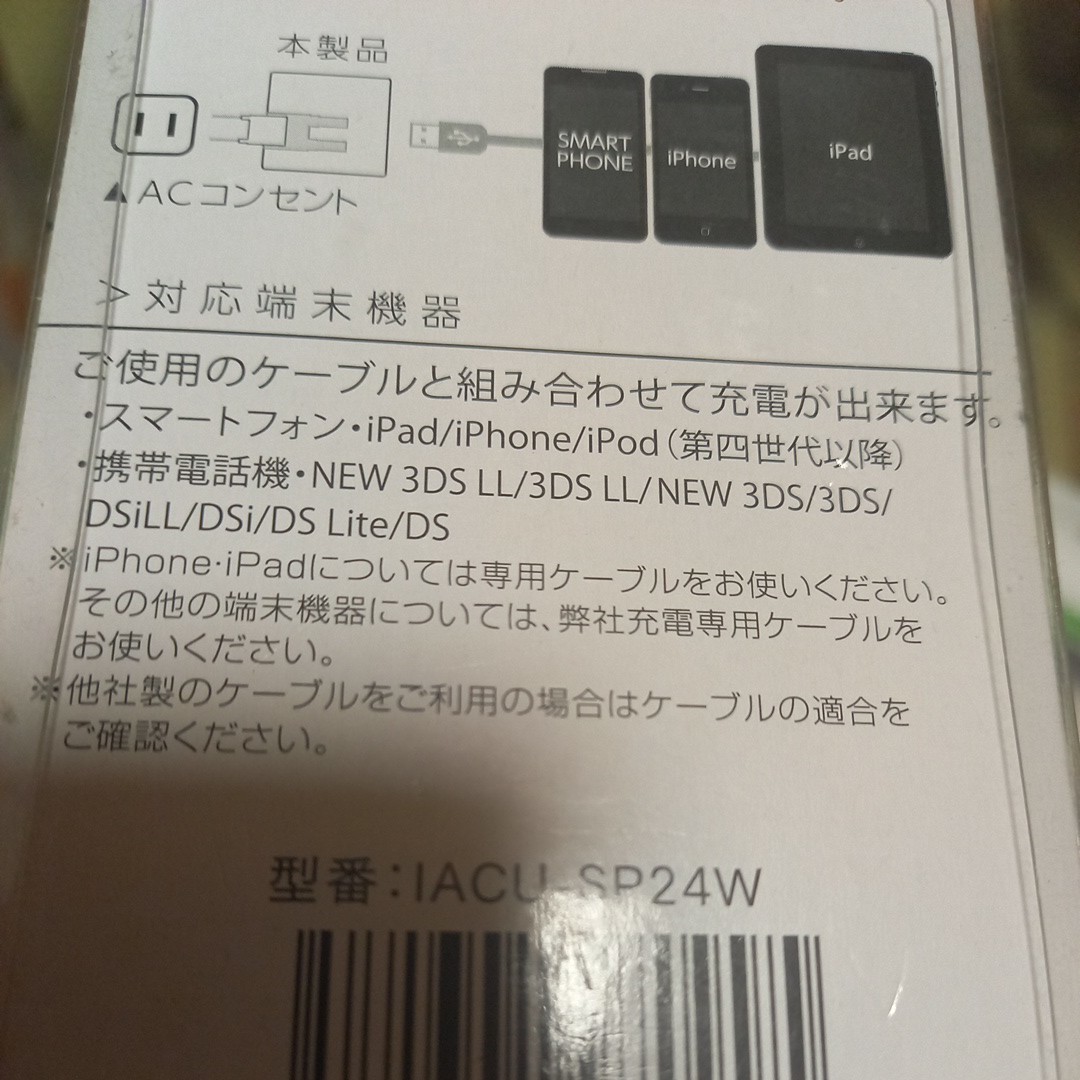 本製品
SMART
PHONE
iPhone
iPad
▲ACコンセント
>対応端末機器
ご使用のケーブルと組み合わせて充電が出来ます。
・スマートフォン・iPad/iPhone/iPod(第四世代以降)
・携帯電話機・NEW 3DS LL/3DS LL/NEW 3DS/3DS/
DSiLL/DSi/DS Lite/DS
※iPhone・iPadについては専用ケーブルをお使いください。
その他の端末機器については、弊社充電専用ケーブルを
お使いください。
※他社製のケーブルをご利用の場合はケーブルの適合を
ご確認ください。
型番:IACU-SP24W